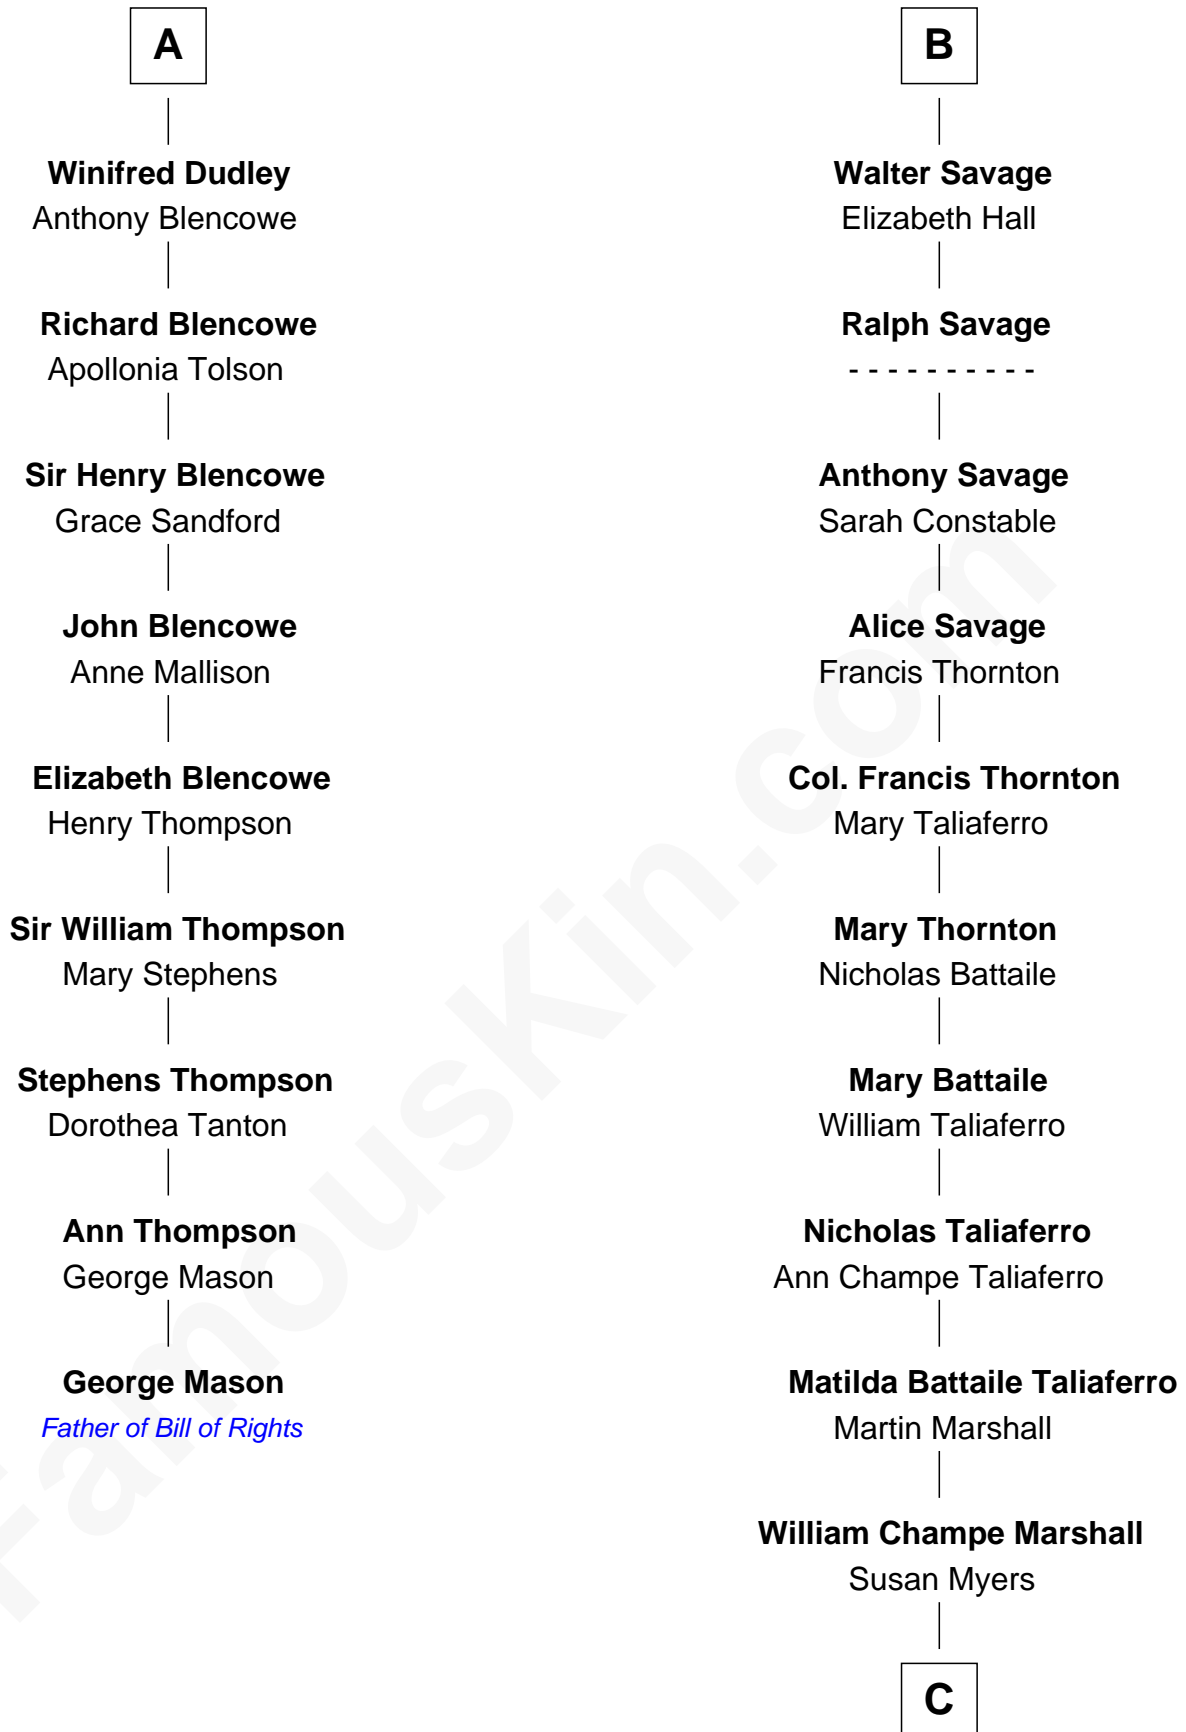 A
Winifred Dudley
Anthony Blencowe
Richard Blencowe
Apollonia Tolson
Sir Henry Blencowe
Grace Sandford
John Blencowe
Anne Mallison
Elizabeth Blencowe
Henry Thompson
Sir William Thompson
Mary Stephens
Stephens Thompson
Dorothea Tanton
Ann Thompson
George Mason
George Mason
Father of Bill of Rights
B
Walter Savage
Elizabeth Hall
Ralph Savage
- - - - - - - - - -
Anthony Savage
Sarah Constable
Alice Savage
Francis Thornton
Col. Francis Thornton
Mary Taliaferro
Mary Thornton
Nicholas Battaile
Mary Battaile
William Taliaferro
Nicholas Taliaferro
Ann Champe Taliaferro
Matilda Battaile Taliaferro
Martin Marshall
William Champe Marshall
Susan Myers
C
FamousKin.com